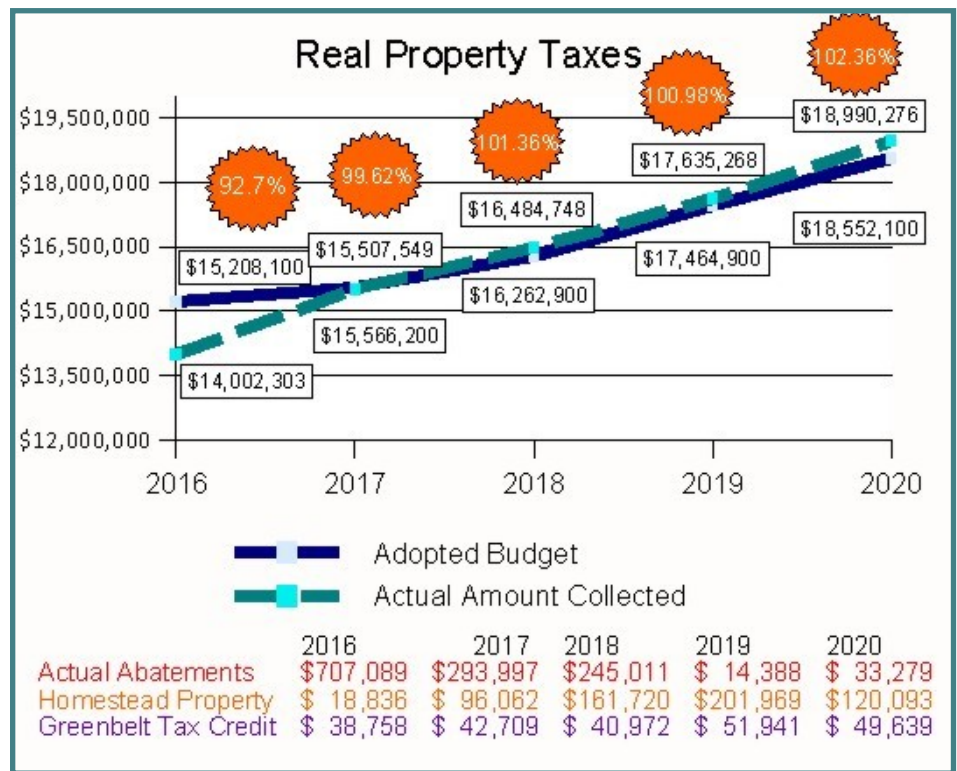 Real Property Taxes
102.36%
100.98%
101.36%
99.62%
92.7%
$19,500,000
$18,000,000
$16,500,000
$15,000,000
$13,500,000
$12,000,000
$18,990,276
$17,635,268
$16,484,748
$15,507,549
$15,208,100
$18,552,100
$17,464,900
$16,262,900
$15,566,200
$14,002,303
2016 2017 2018 2019 2020
Adopted Budget
Actual Amount Collected
2016 2017 2018 2019 2020
Actual Abatements $707,089 $293,997 $245,011 $ 14,388 $ 33,279
Homestead Property $ 18,836 $ 96,062 $161,720 $201,969 $120,093
Greenbelt Tax Credit $ 38,758 $ 42,709 $ 40,972 $ 51,941 $ 49,639